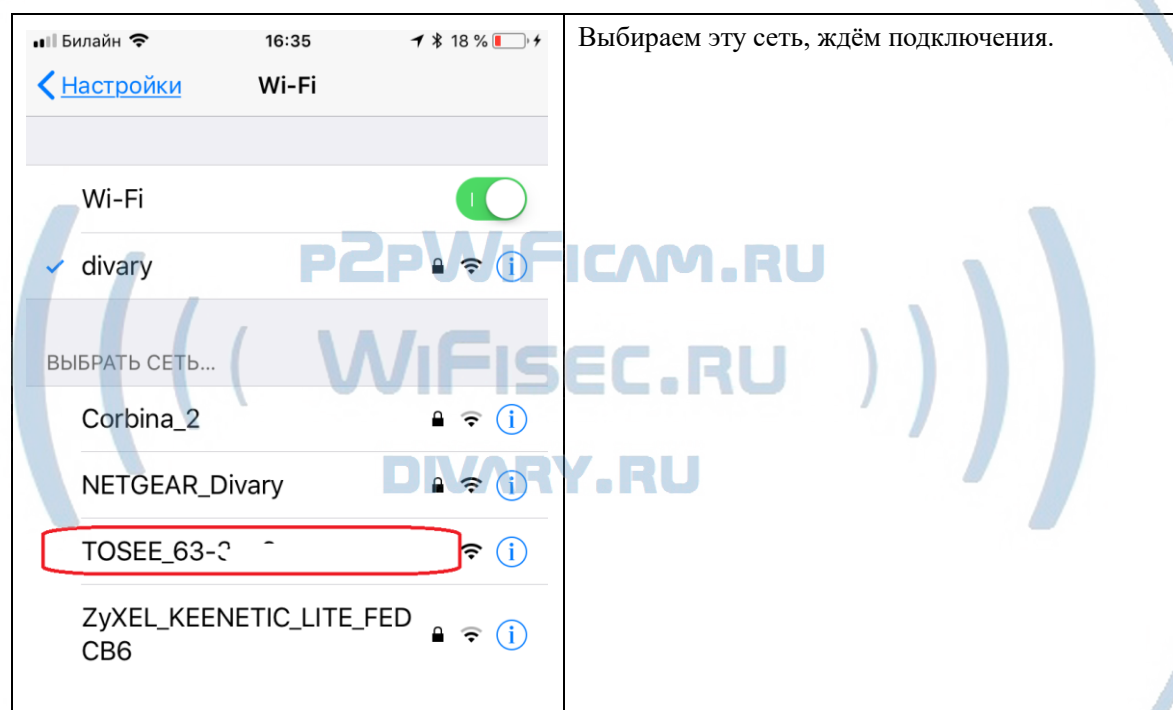 Билайн 16:35 18 %
Настройки Wi-Fi
Выбираем эту сеть, ждём подключения.
Wi-Fi
divary
P2PWIFICAM.RU
ВЫБРАТЬ СЕТЬ...
WIFISEC.RU
Corbina_2
NETGEAR_Divary
DIVARY.RU
TOSEE_63-
ZyXEL_KEENETIC_LITE_FED
CB6